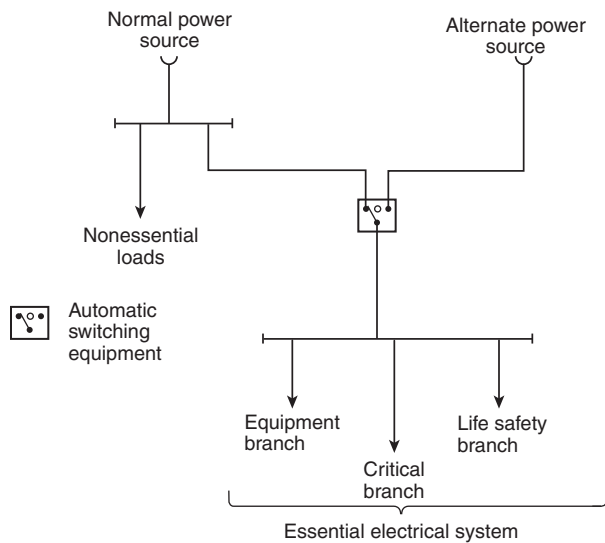 Normal power
source
Alternate power
source
Nonessential
loads
Automatic
switching
equipment
Equipment
branch
Critical
branch
Life safety
branch
Essential electrical system